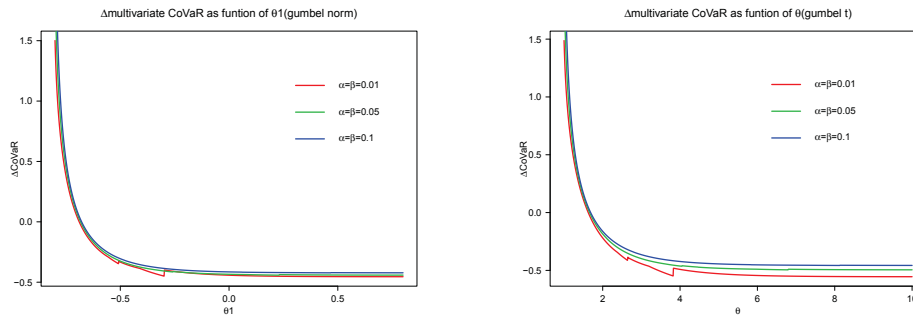 Δmultivariate CoVaR as funtion of θ1(gumbel norm)
ΔCoVaR
1.5
1.0
0.5
0.0
−0.5
α=β=0.01
α=β=0.05
α=β=0.1
−0.5
0.0
0.5
θ1
Δmultivariate CoVaR as funtion of θ(gumbel t)
ΔCoVaR
1.5
1.0
0.5
0.0
−0.5
α=β=0.01
α=β=0.05
α=β=0.1
2
4
6
8
10
θ